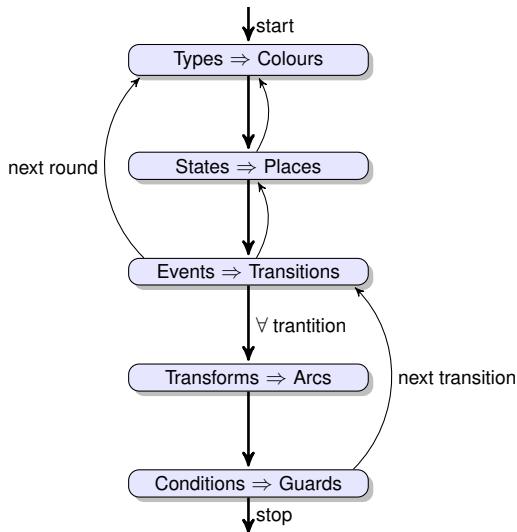 start
Types ⇒ Colours
next round
States ⇒ Places
Events ⇒ Transitions
∀ trantition
Transforms ⇒ Arcs
next transition
Conditions ⇒ Guards
stop